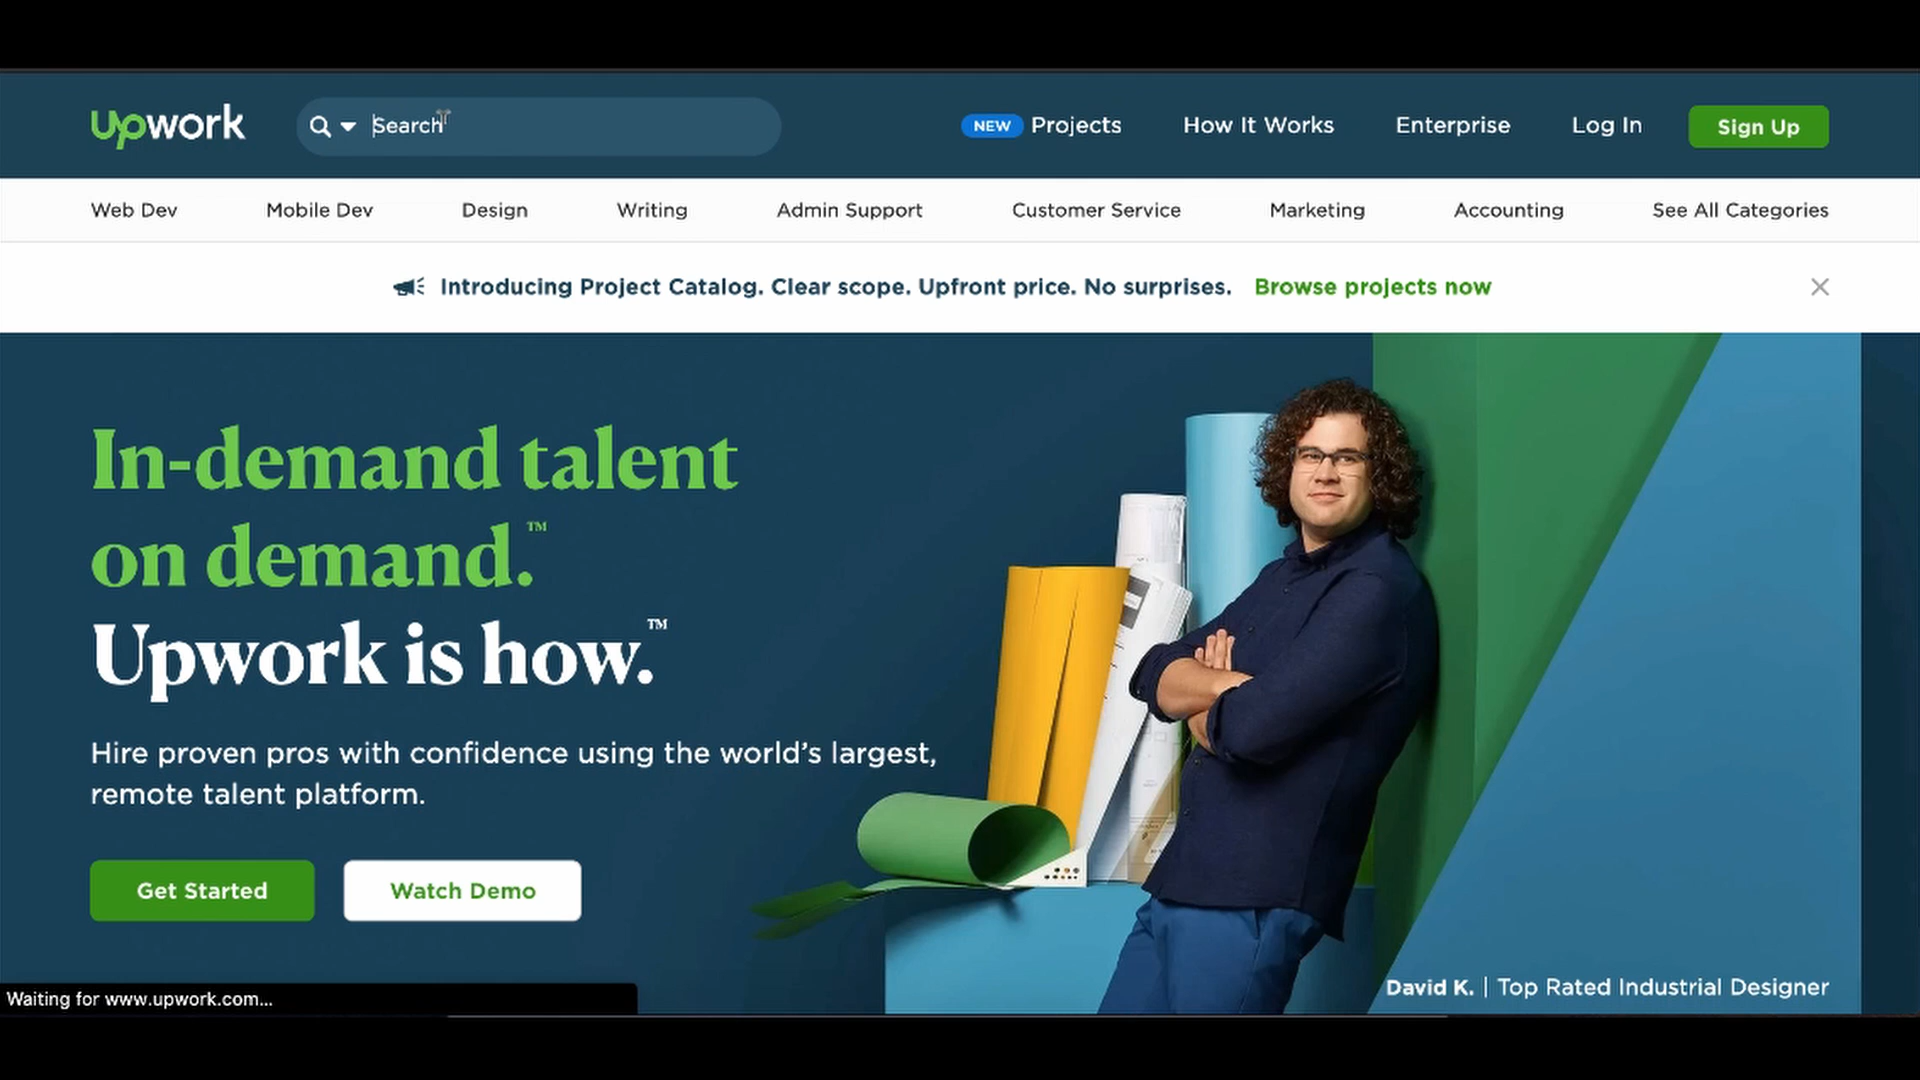 upwork
Search
NEW Projects
How It Works
Enterprise
Log In
Sign Up
Web Dev
Mobile Dev
Design
Writing
Admin Support
Customer Service
Marketing
Accounting
See All Categories
Introducing Project Catalog. Clear scope. Upfront price. No surprises. Browse projects now
In-demand talent
on demand.™
Upwork is how.™
Hire proven pros with confidence using the world's largest,
remote talent platform.
Get Started
Watch Demo
David K. | Top Rated Industrial Designer
Waiting for www.upwork.com...